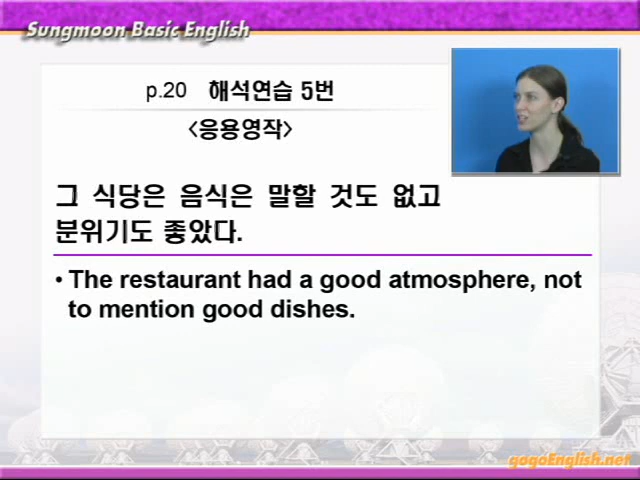 Sungmoon Basic English
p.20 해석연습 5번
<응용영작>
그 식당은 음식은 말할 것도 없고
분위기도 좋았다.
• The restaurant had a good atmosphere, not
to mention good dishes.
gogoEnglish.net